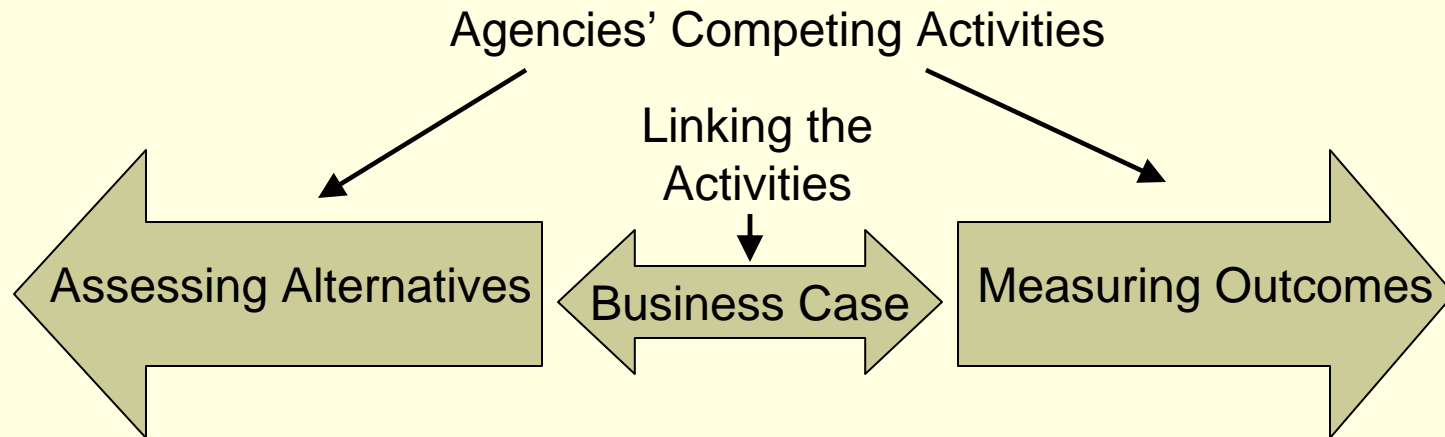 Agencies’ Competing Activities
Linking the
Activities
Assessing Alternatives
Business Case
Measuring Outcomes